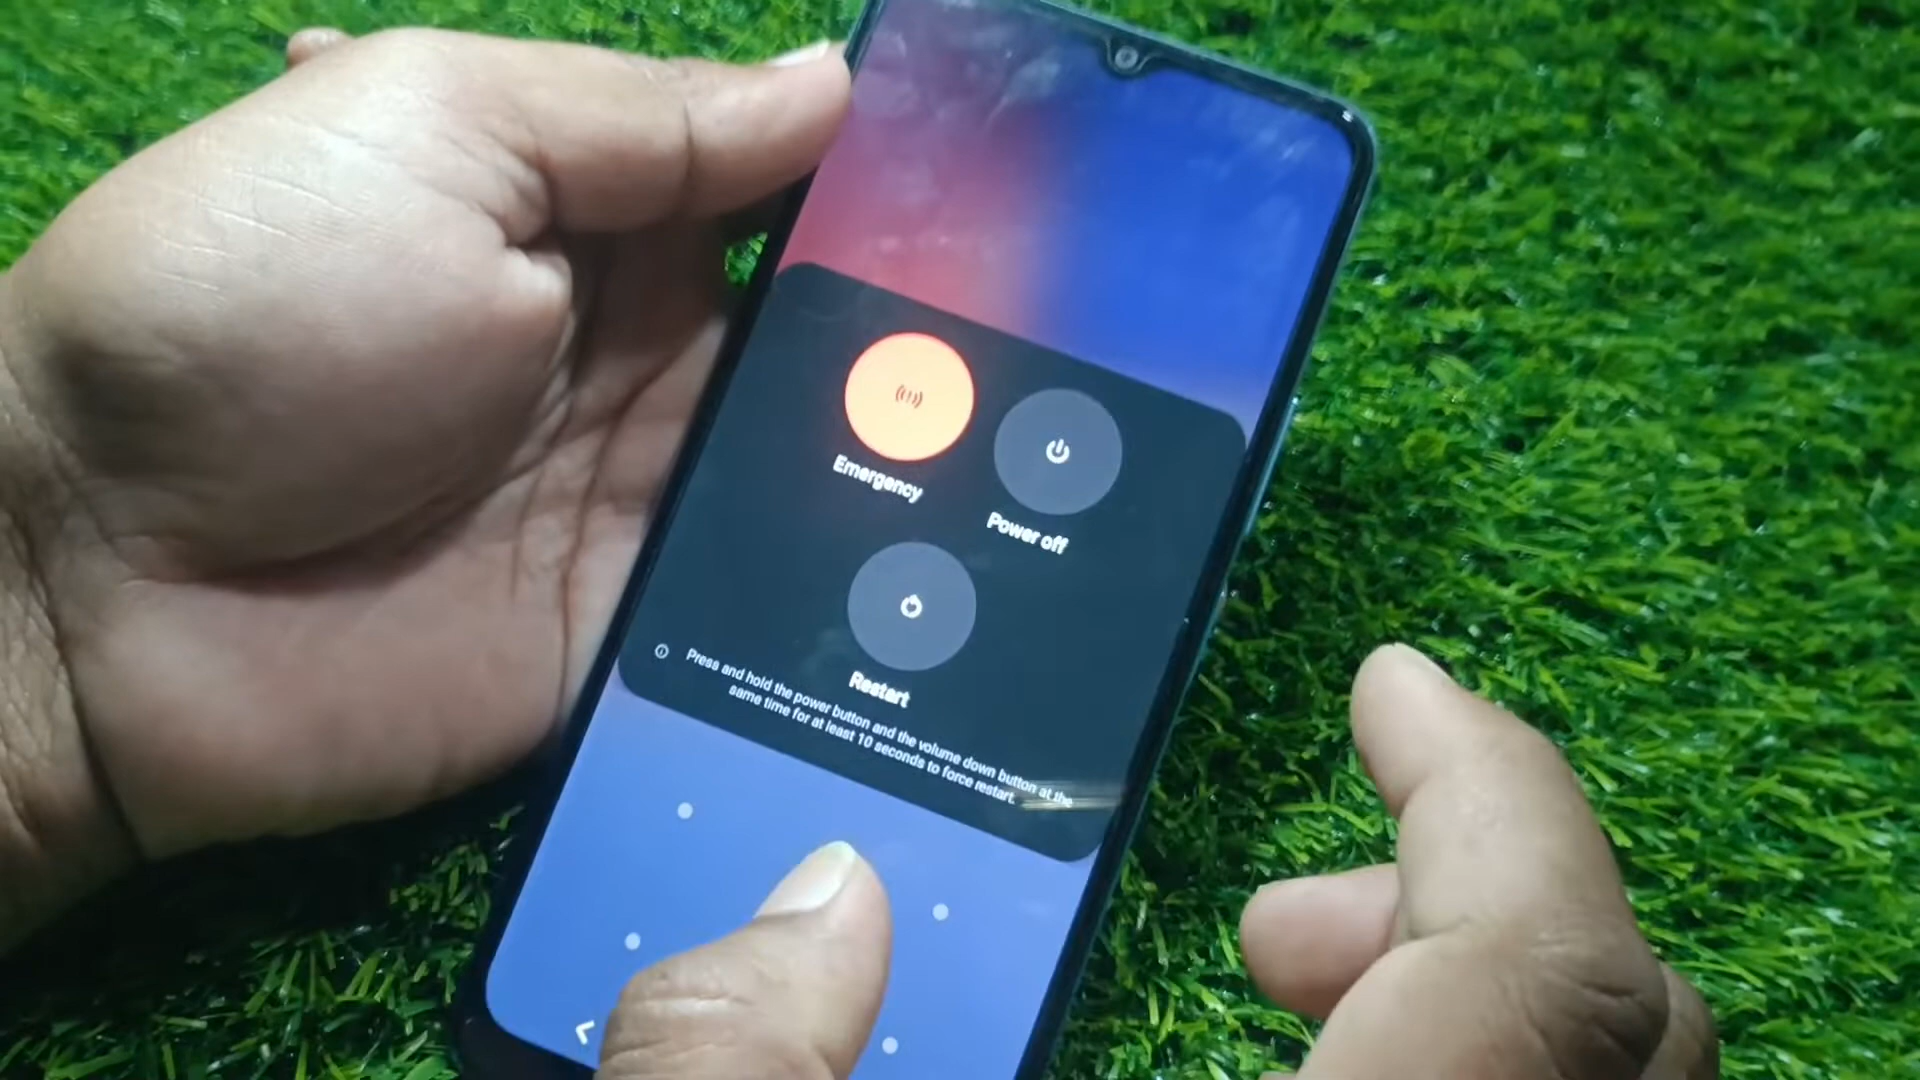 Emergency
Power off
Restart
Press and hold the power button and the volume down button at the
same time for at least 10 seconds to force restart.